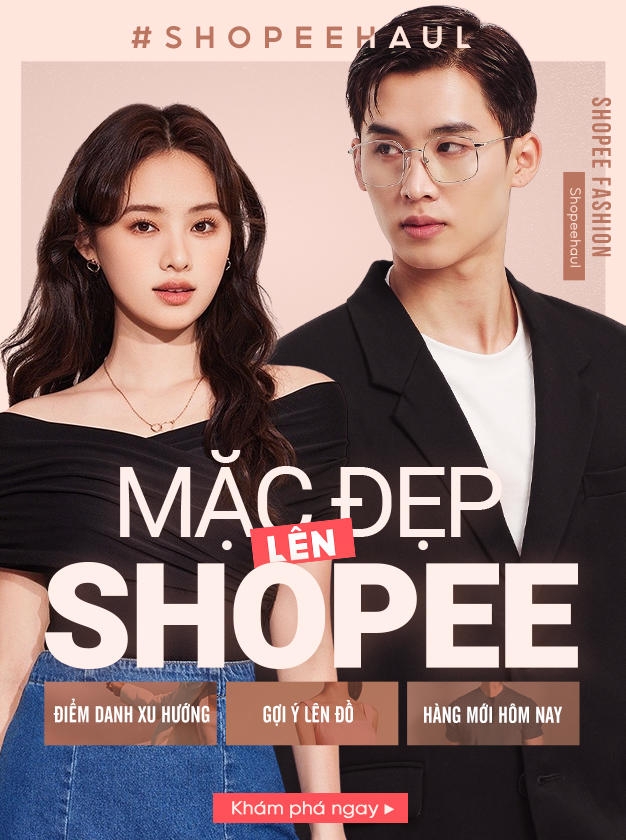 #SHOPEEHAUL
SHOPEE FASHION
Shopeehaul
MẶC ĐẸP
LÊN
SHOPEE
ĐIỂM DANH XU HƯỚNG
GỢI Ý LÊN ĐỒ
HÀNG MỚI HÔM NAY
Khám phá ngay ▸